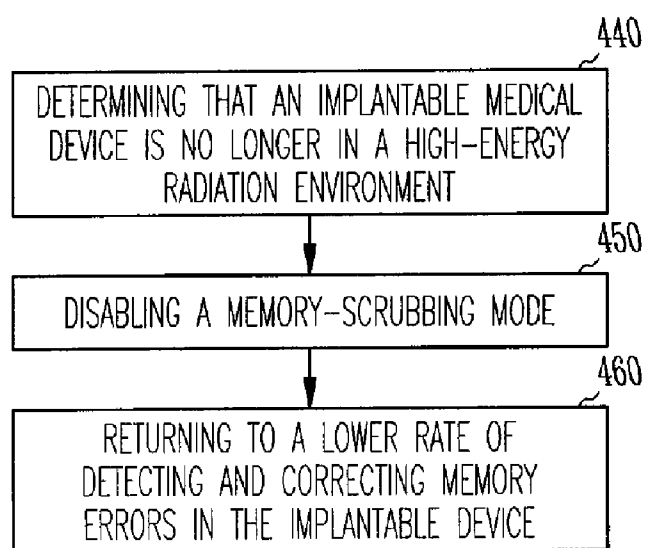 440
DETERMINING THAT AN IMPLANTABLE MEDICAL
DEVICE IS NO LONGER IN A HIGH-ENERGY
RADIATION ENVIRONMENT
450
DISABLING A MEMORY-SCRUBBING MODE
460
RETURNING TO A LOWER RATE OF
DETECTING AND CORRECTING MEMORY
ERRORS IN THE IMPLANTABLE DEVICE